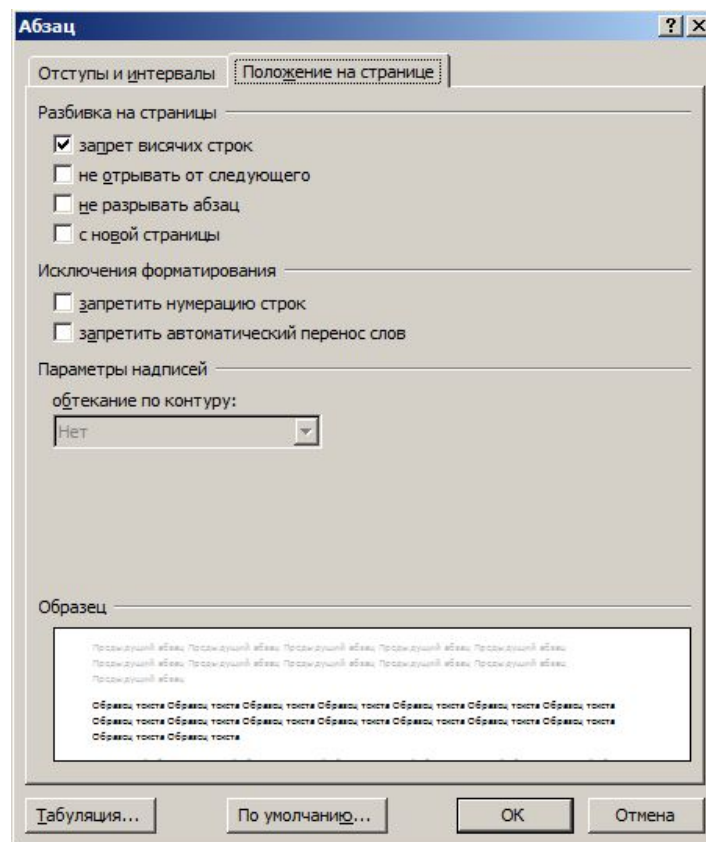 Абзац
Отступы и интервалы Положение на странице
Разбивка на страницы
запрет висячих строк
не отрывать от следующего
не разрывать абзац
с новой страницы
Исключения форматирования
запретить нумерацию строк
запретить автоматический перенос слов
Параметры надписей
обтекание по контуру:
Нет
Образец
Предыдущий абзац Предыдущий абзац Предыдущий абзац Предыдущий абзац Предыдущий абзац
Предыдущий абзац Предыдущий абзац Предыдущий абзац Предыдущий абзац Предыдущий абзац
Предыдущий абзац
Образец текста Образец текста Образец текста Образец текста Образец текста Образец текста Образец текста
Образец текста Образец текста Образец текста Образец текста Образец текста Образец текста Образец текста
Образец текста Образец текста
Табуляция... По умолчанию... ОК Отмена